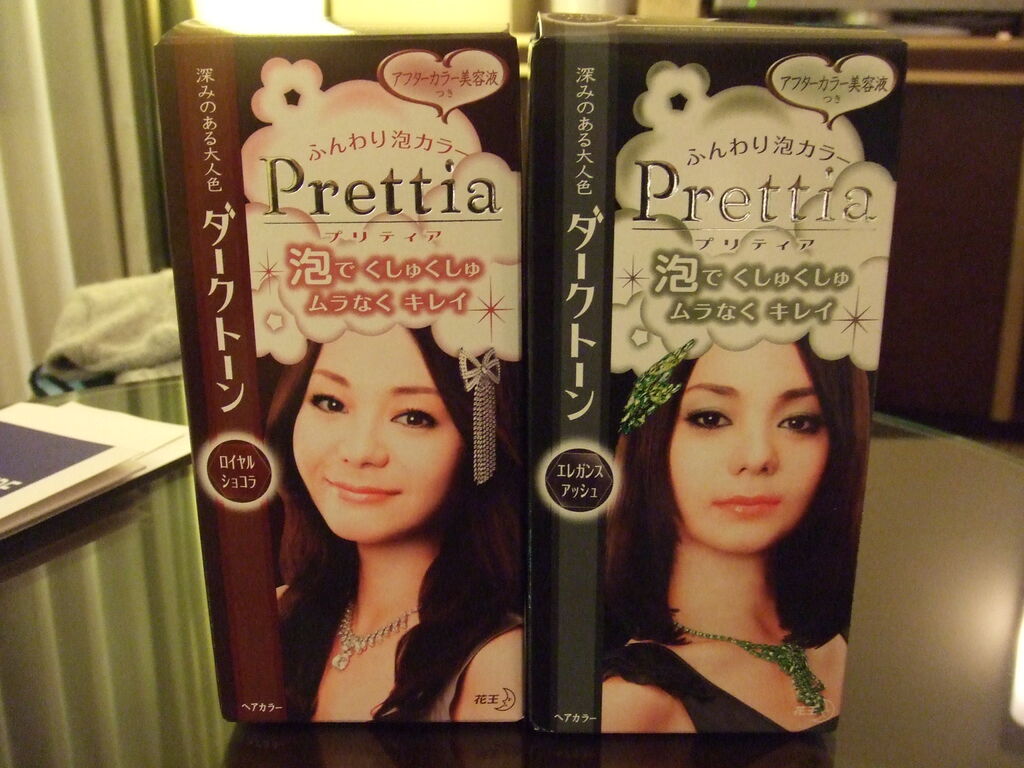 深みのある大人色
ダークトーン
ロイヤル
ショコラ
ヘアカラー
アフターカラー美容液
つき
ふんわり泡カラー
Prettia
プリティア
泡で くしゅくしゅ
ムラなく キレイ
花王
深みのある大人色
ダークトーン
エレガンス
アッシュ
ヘアカラー
アフターカラー美容液
つき
ふんわり泡カラー
Prettia
プリティア
泡で くしゅくしゅ
ムラなく キレイ
花王